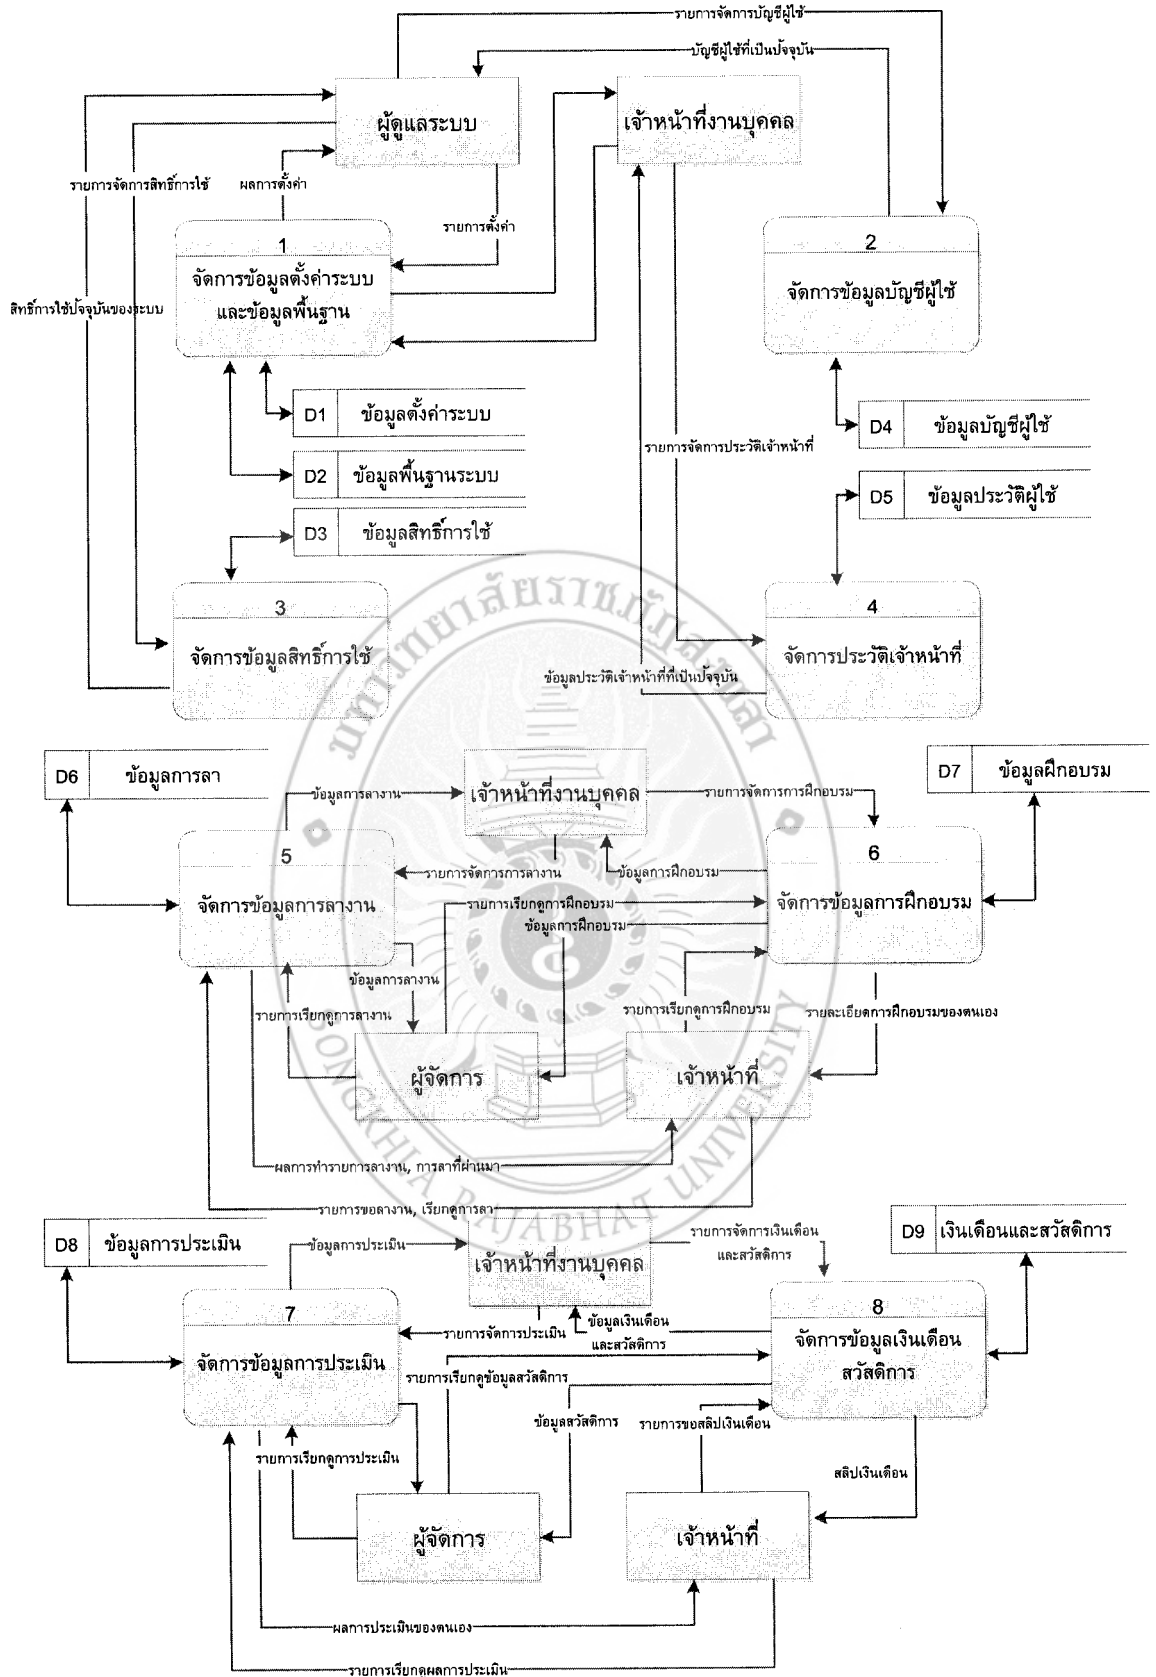 รายการจัดการบัญชีผู้ใช้
บัญชีผู้ใช้ที่เป็นปัจจุบัน
ผู้ดูแลระบบ
เจ้าหน้าที่งานบุคคล
รายการจัดการสิทธิ์การใช้
ผลการตั้งค่า
รายการตั้งค่า
1
จัดการข้อมูลตั้งค่าระบบ
และข้อมูลพื้นฐาน
2
จัดการข้อมูลบัญชีผู้ใช้
สิทธิ์การใช้ปัจจุบันของระบบ
D1 ข้อมูลตั้งค่าระบบ
D4 ข้อมูลบัญชีผู้ใช้
รายการจัดการประวัติเจ้าหน้าที่
D2 ข้อมูลพื้นฐานระบบ
D5 ข้อมูลประวัติผู้ใช้
D3 ข้อมูลสิทธิ์การใช้
3
จัดการข้อมูลสิทธิ์การใช้
4
จัดการประวัติเจ้าหน้าที่
ข้อมูลประวัติเจ้าหน้าที่ที่เป็นปัจจุบัน
มหาวิทยาลัยราชภัฏสงขลา
D6 ข้อมูลการลา
D7 ข้อมูลฝึกอบรม
ข้อมูลการลางาน
เจ้าหน้าที่งานบุคคล
รายการจัดการการฝึกอบรม
5
จัดการข้อมูลการลางาน
6
จัดการข้อมูลการฝึกอบรม
รายการจัดการการลางาน
ข้อมูลการฝึกอบรม
รายการเรียกดูการฝึกอบรม
ข้อมูลการฝึกอบรม
ข้อมูลการลางาน
รายการเรียกดูการลางาน
รายการเรียกดูการฝึกอบรม
รายละเอียดการฝึกอบรมของตนเอง
ผู้จัดการ
เจ้าหน้าที่
ผลการทำรายการลางาน, การลาที่ผ่านมา
รายการขอลางาน, เรียกดูการลา
SONGKHLA RAJABHAT UNIVERSITY
D8 ข้อมูลการประเมิน
D9 เงินเดือนและสวัสดิการ
ข้อมูลการประเมิน
เจ้าหน้าที่งานบุคคล
รายการจัดการเงินเดือน
และสวัสดิการ
7
จัดการข้อมูลการประเมิน
8
จัดการข้อมูลเงินเดือน
สวัสดิการ
รายการจัดการประเมิน
ข้อมูลเงินเดือน
และสวัสดิการ
รายการเรียกดูข้อมูลสวัสดิการ
ข้อมูลสวัสดิการ
รายการขอสลิปเงินเดือน
รายการเรียกดูการประเมิน
สลิปเงินเดือน
ผู้จัดการ
เจ้าหน้าที่
ผลการประเมินของตนเอง
รายการเรียกดูผลการประเมิน